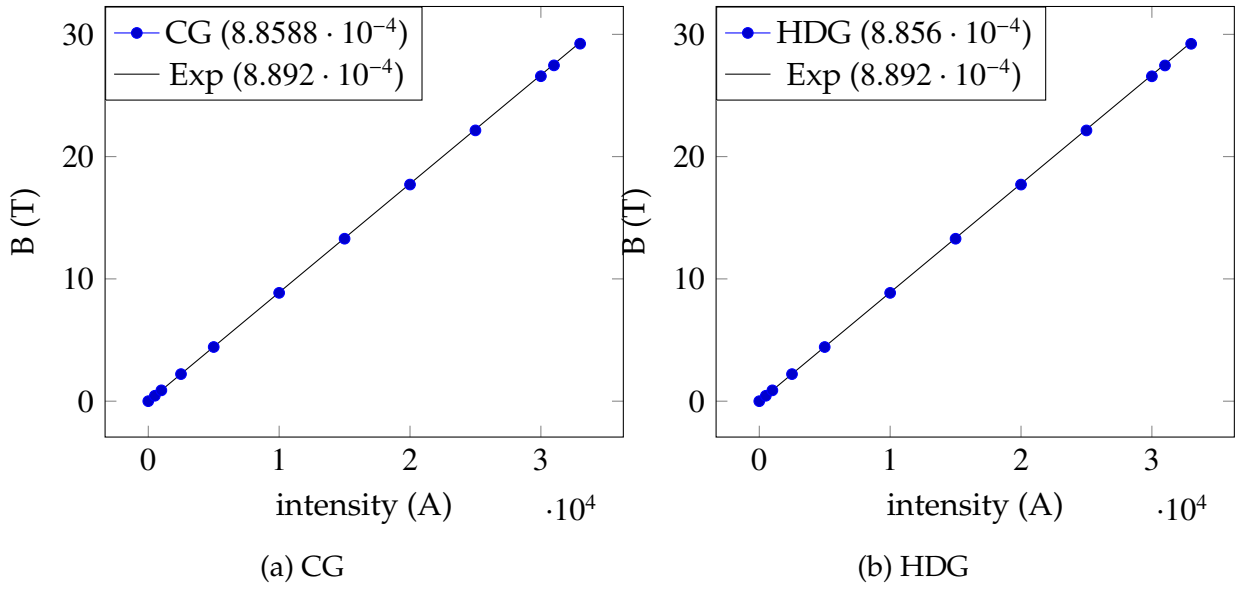 CG (8.8588 · 10⁻⁴)
Exp (8.892 · 10⁻⁴)
30
20
10
0
B (T)
0 1 2 3
intensity (A)
·10⁴
(a) CG
HDG (8.856 · 10⁻⁴)
Exp (8.892 · 10⁻⁴)
30
20
10
0
B (T)
0 1 2 3
intensity (A)
·10⁴
(b) HDG